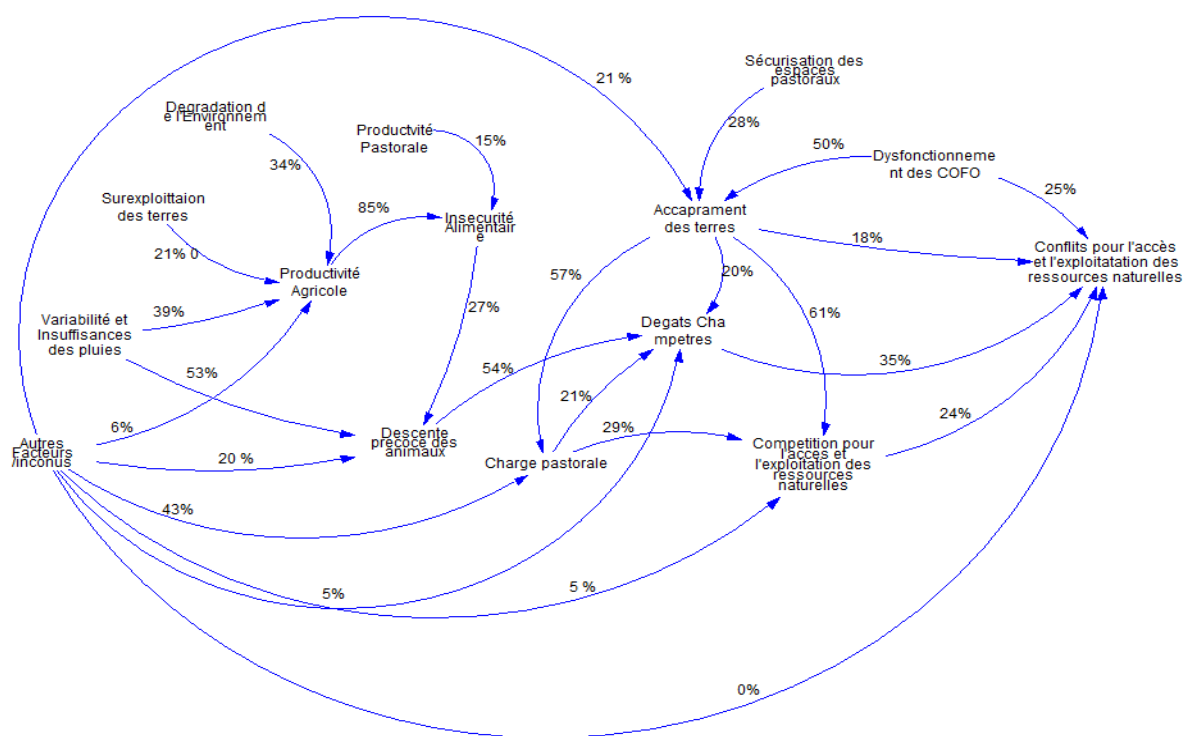 Sécurisation des
espaces
pastoraux
21 %
28%
Degradation d
e l'Environnem
ent
Productvité
Pastorale
15%
50%
Dysfonctionneme
nt des COFO
34%
25%
Surexploittaion
des terres
85%
Insecurité
Alimentair
e
Accaprament
des terres
21% 0
18%
Conflits pour l'accès
et l'exploitatation des
ressources naturelles
Productivité
Agricole
57%
20%
39%
27%
61%
Variabilité et
Insuffisances
des pluies
Degats Cha
mpetres
35%
53%
54%
21%
24%
6%
29%
Autres
Facteurs
/inconus
Descente
précoce des
animaux
Competition pour
l'accès et
l'exploitation des
ressources
naturelles
20 %
Charge pastorale
43%
5%
5 %
0%